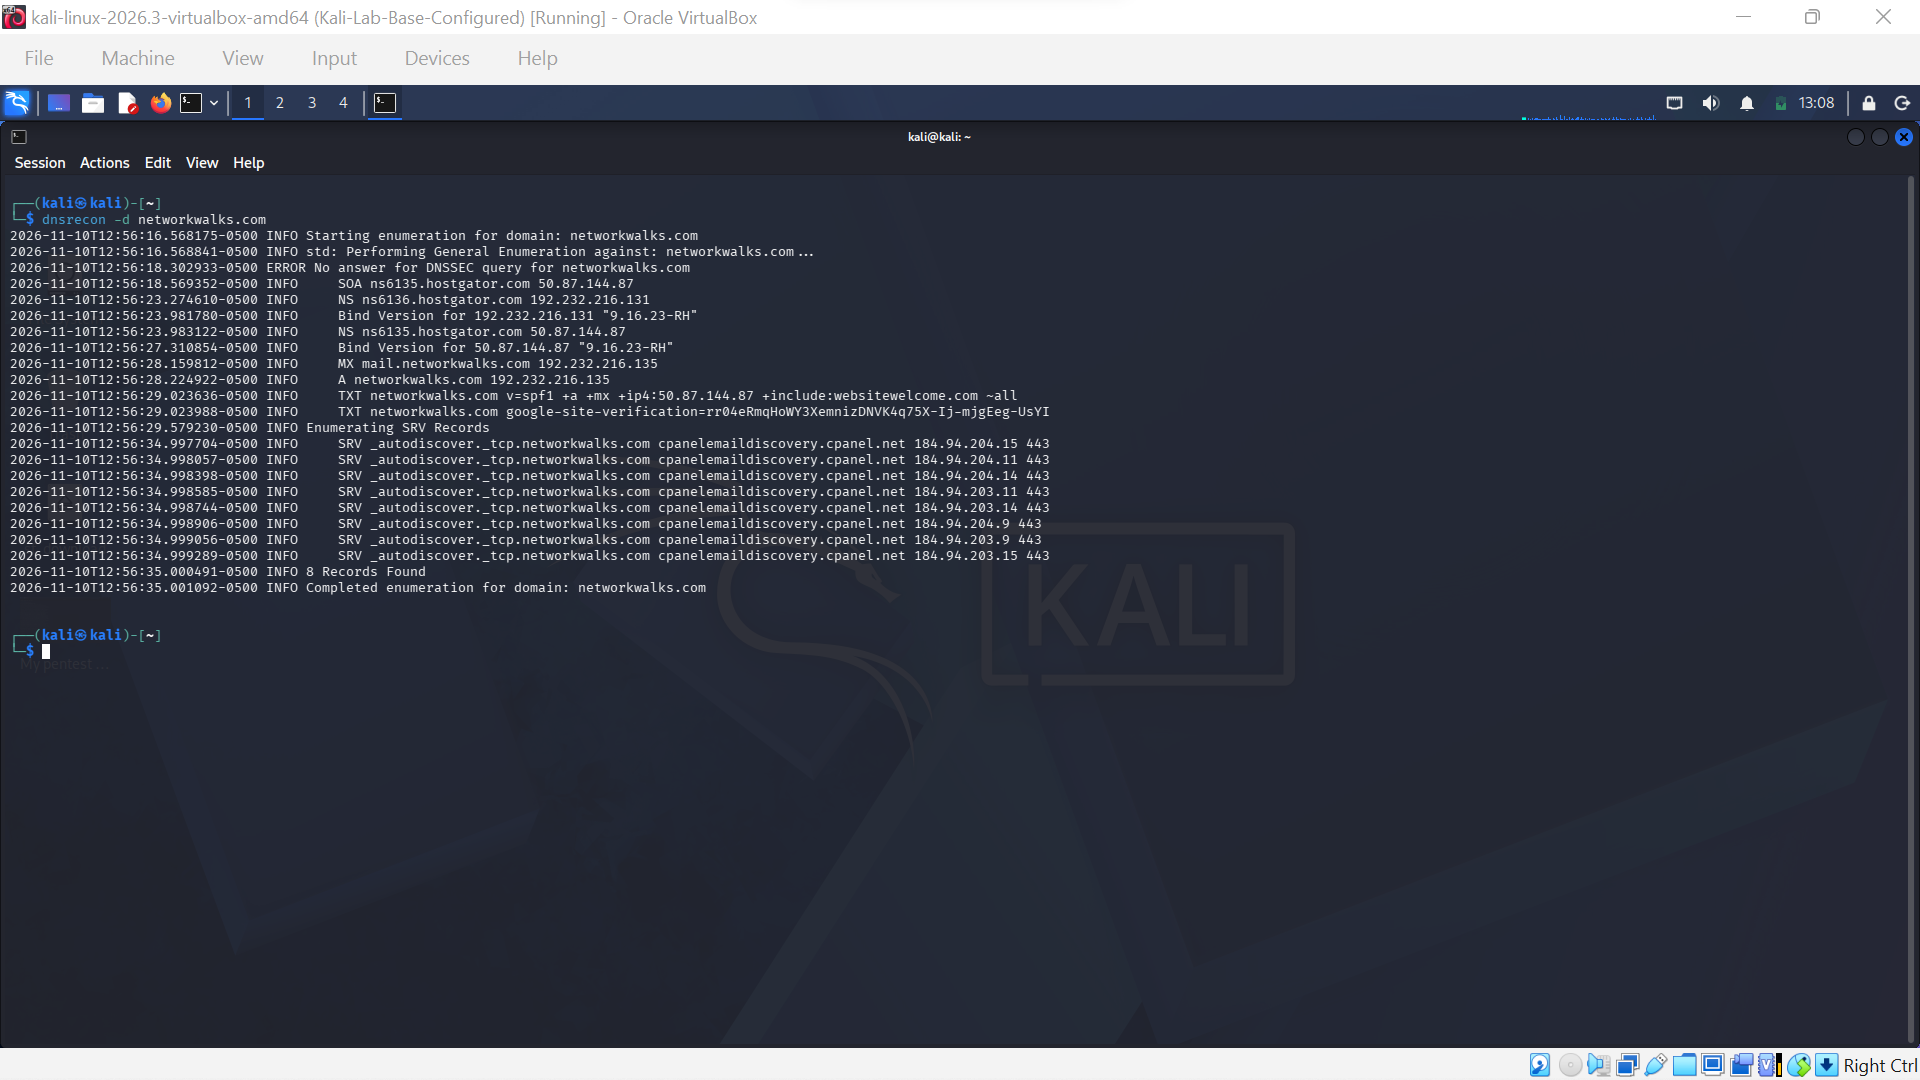 kali-linux-2026.3-virtualbox-amd64 (Kali-Lab-Base-Configured) [Running] - Oracle VirtualBox
File Machine View Input Devices Help
1 2 3 4 13:08
kali@kali: ~
Session Actions Edit View Help
┌──(kali㉿kali)-[~]
└─$ dnsrecon -d networkwalks.com
2026-11-10T12:56:16.568175-0500 INFO Starting enumeration for domain: networkwalks.com
2026-11-10T12:56:16.568841-0500 INFO std: Performing General Enumeration against: networkwalks.com...
2026-11-10T12:56:18.302933-0500 ERROR No answer for DNSSEC query for networkwalks.com
2026-11-10T12:56:18.569352-0500 INFO SOA ns6135.hostgator.com 50.87.144.87
2026-11-10T12:56:23.274610-0500 INFO NS ns6136.hostgator.com 192.232.216.131
2026-11-10T12:56:23.981780-0500 INFO Bind Version for 192.232.216.131 "9.16.23-RH"
2026-11-10T12:56:23.983122-0500 INFO NS ns6135.hostgator.com 50.87.144.87
2026-11-10T12:56:27.310854-0500 INFO Bind Version for 50.87.144.87 "9.16.23-RH"
2026-11-10T12:56:28.159812-0500 INFO MX mail.networkwalks.com 192.232.216.135
2026-11-10T12:56:28.224922-0500 INFO A networkwalks.com 192.232.216.135
2026-11-10T12:56:29.023636-0500 INFO TXT networkwalks.com v=spf1 +a +mx +ip4:50.87.144.87 +include:websitewelcome.com ~all
2026-11-10T12:56:29.023988-0500 INFO TXT networkwalks.com google-site-verification=rr04eRmqHoWY3XemnizDNVK4q75X-Ij-mjgEeg-UsYI
2026-11-10T12:56:29.579230-0500 INFO Enumerating SRV Records
2026-11-10T12:56:34.997704-0500 INFO SRV _autodiscover._tcp.networkwalks.com cpanelemaildiscovery.cpanel.net 184.94.204.15 443
2026-11-10T12:56:34.998057-0500 INFO SRV _autodiscover._tcp.networkwalks.com cpanelemaildiscovery.cpanel.net 184.94.204.11 443
2026-11-10T12:56:34.998398-0500 INFO SRV _autodiscover._tcp.networkwalks.com cpanelemaildiscovery.cpanel.net 184.94.204.14 443
2026-11-10T12:56:34.998585-0500 INFO SRV _autodiscover._tcp.networkwalks.com cpanelemaildiscovery.cpanel.net 184.94.203.11 443
2026-11-10T12:56:34.998744-0500 INFO SRV _autodiscover._tcp.networkwalks.com cpanelemaildiscovery.cpanel.net 184.94.203.14 443
2026-11-10T12:56:34.998906-0500 INFO SRV _autodiscover._tcp.networkwalks.com cpanelemaildiscovery.cpanel.net 184.94.204.9 443
2026-11-10T12:56:34.999056-0500 INFO SRV _autodiscover._tcp.networkwalks.com cpanelemaildiscovery.cpanel.net 184.94.203.9 443
2026-11-10T12:56:34.999289-0500 INFO SRV _autodiscover._tcp.networkwalks.com cpanelemaildiscovery.cpanel.net 184.94.203.15 443
2026-11-10T12:56:35.000491-0500 INFO 8 Records Found
2026-11-10T12:56:35.001092-0500 INFO Completed enumeration for domain: networkwalks.com
KALI
┌──(kali㉿kali)-[~]
└─$
My pentest ...
Right Ctrl